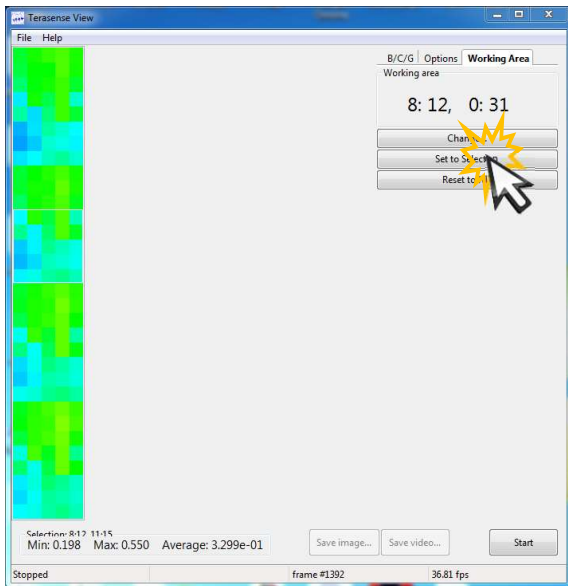 Terasense View
File Help
B/C/G Options Working Area
Working area
8: 12, 0: 31
Set to Selection
Reset to
Selection: 8:12, 11:15
Min: 0.198 Max: 0.550 Average: 3.299e-01
Save image... Save video... Start
Stopped frame #1392 36.81 fps